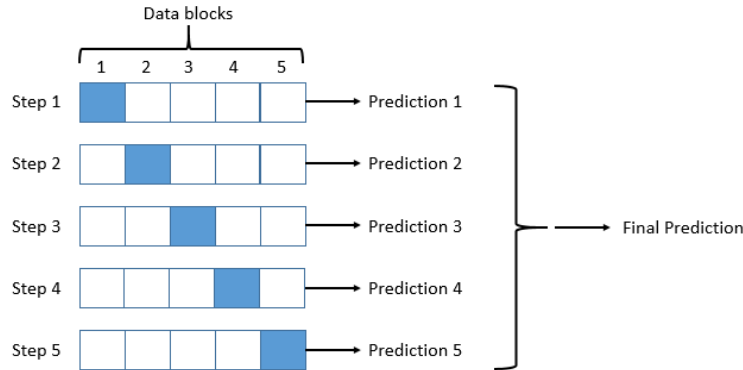 Data blocks
1 2 3 4 5
Step 1 Prediction 1
Step 2 Prediction 2
Step 3 Prediction 3 Final Prediction
Step 4 Prediction 4
Step 5 Prediction 5